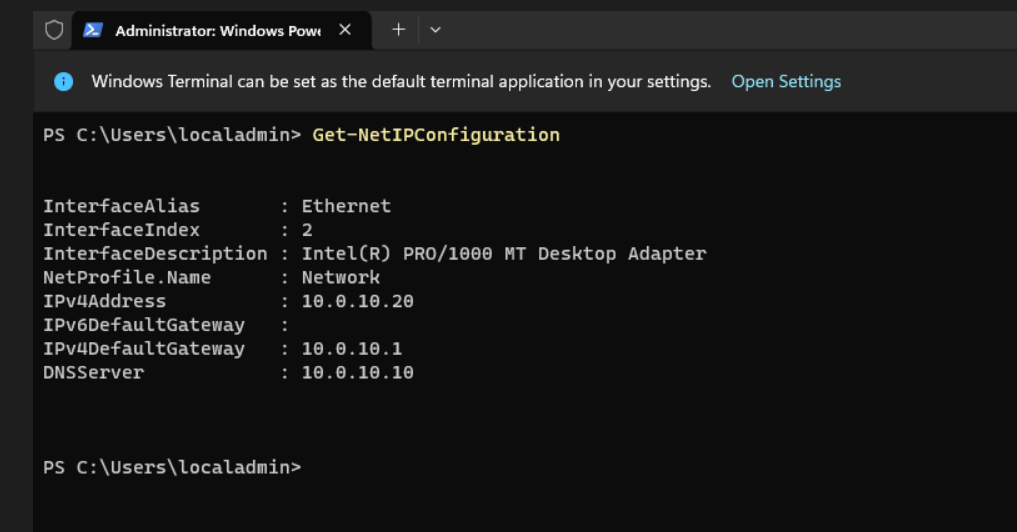 Administrator: Windows Powe
Windows Terminal can be set as the default terminal application in your settings. Open Settings
PS C:\Users\localadmin> Get-NetIPConfiguration
InterfaceAlias : Ethernet
InterfaceIndex : 2
InterfaceDescription : Intel(R) PRO/1000 MT Desktop Adapter
NetProfile.Name : Network
IPv4Address : 10.0.10.20
IPv6DefaultGateway :
IPv4DefaultGateway : 10.0.10.1
DNSServer : 10.0.10.10
PS C:\Users\localadmin>